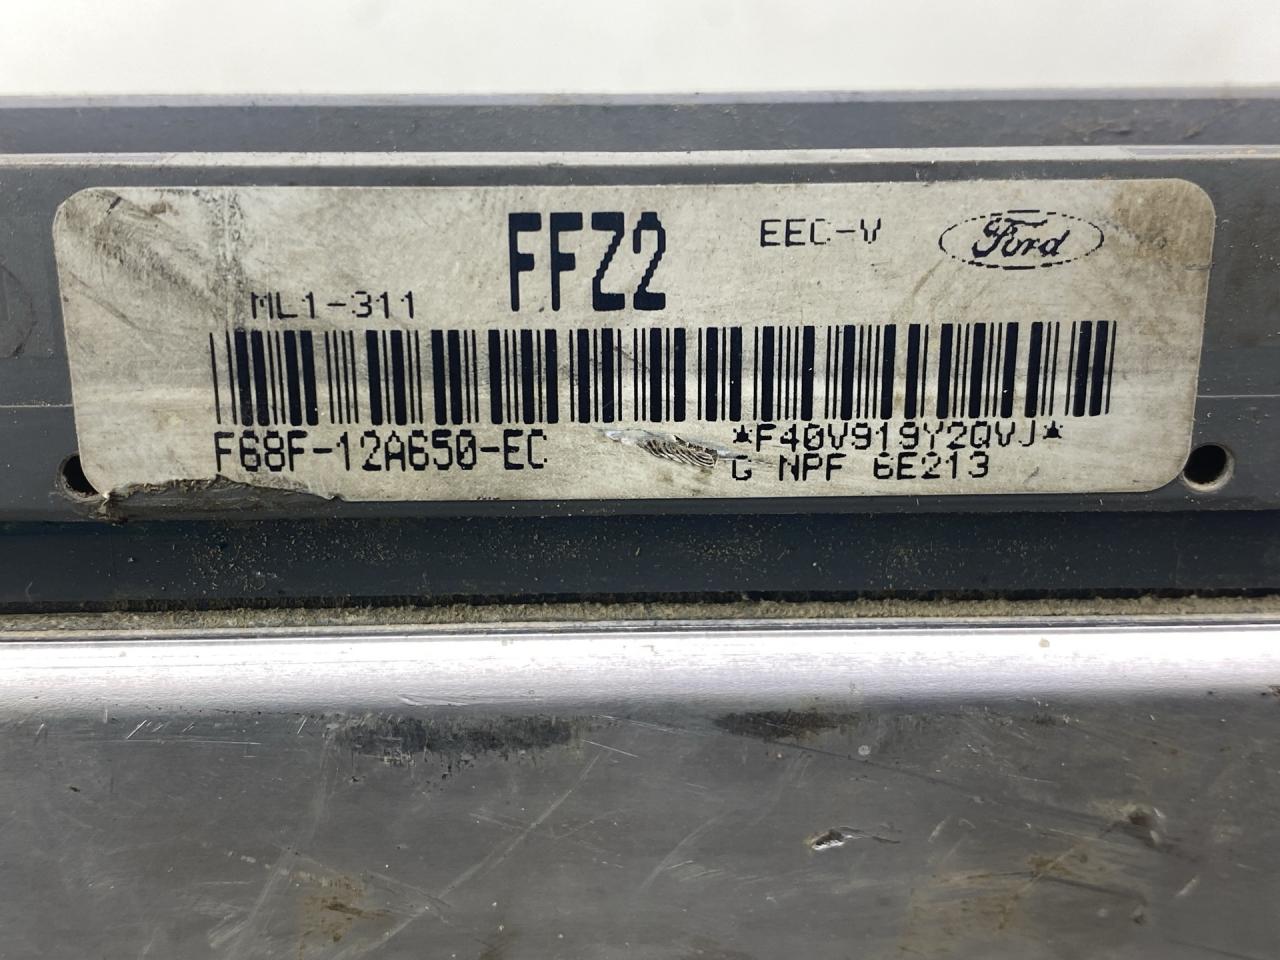 FFZ2
EEC-V
Ford
ML1-311
F68F-12A650-EC
*F40V919Y2QVJ*
G NPF 6E213